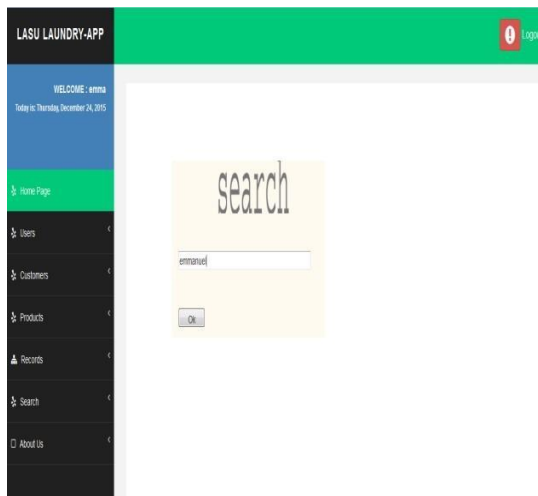 LASU LAUNDRY-APP
WELCOME : emma
Today is: Thursday, December 24, 2015
Home Page
Users
Customers
Products
Records
Search
About Us
search
emmanuel
Ok